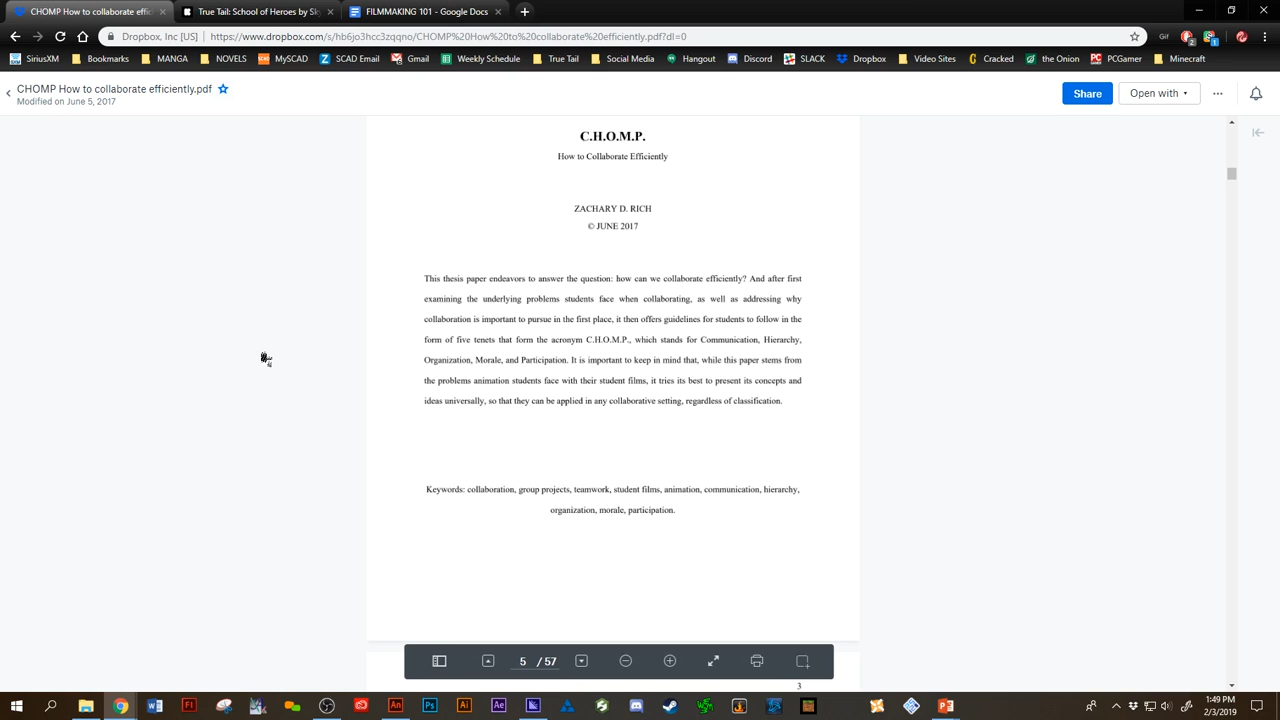 CHOMP How to collaborate effic
True Tail: School of Heroes by Sk
FILMMAKING 101 - Google Docs
Dropbox, Inc [US] | https://www.dropbox.com/s/hb6jo3hcc3zqqno/CHOMP%20How%20to%20collaborate%20efficiently.pdf?dl=0
Gif
SiriusXM Bookmarks MANGA NOVELS MySCAD SCAD Email Gmail Weekly Schedule True Tail Social Media Hangout Discord SLACK Dropbox Video Sites Cracked the Onion PCGamer Minecraft
CHOMP How to collaborate efficiently.pdf
Modified on June 5, 2017
Share
Open with
C.H.O.M.P.
How to Collaborate Efficiently
ZACHARY D. RICH
© JUNE 2017
This thesis paper endeavors to answer the question: how can we collaborate efficiently? And after first
examining the underlying problems students face when collaborating, as well as addressing why
collaboration is important to pursue in the first place, it then offers guidelines for students to follow in the
form of five tenets that form the acronym C.H.O.M.P., which stands for Communication, Hierarchy,
Organization, Morale, and Participation. It is important to keep in mind that, while this paper stems from
the problems animation students face with their student films, it tries its best to present its concepts and
ideas universally, so that they can be applied in any collaborative setting, regardless of classification.
Keywords: collaboration, group projects, teamwork, student films, animation, communication, hierarchy,
organization, morale, participation.
5 / 57
3
1:49 PM
2/3/2019